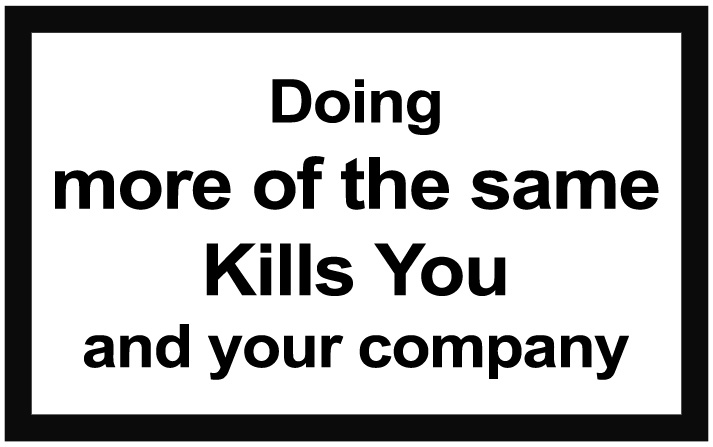 Doing
more of the same
Kills You
and your company